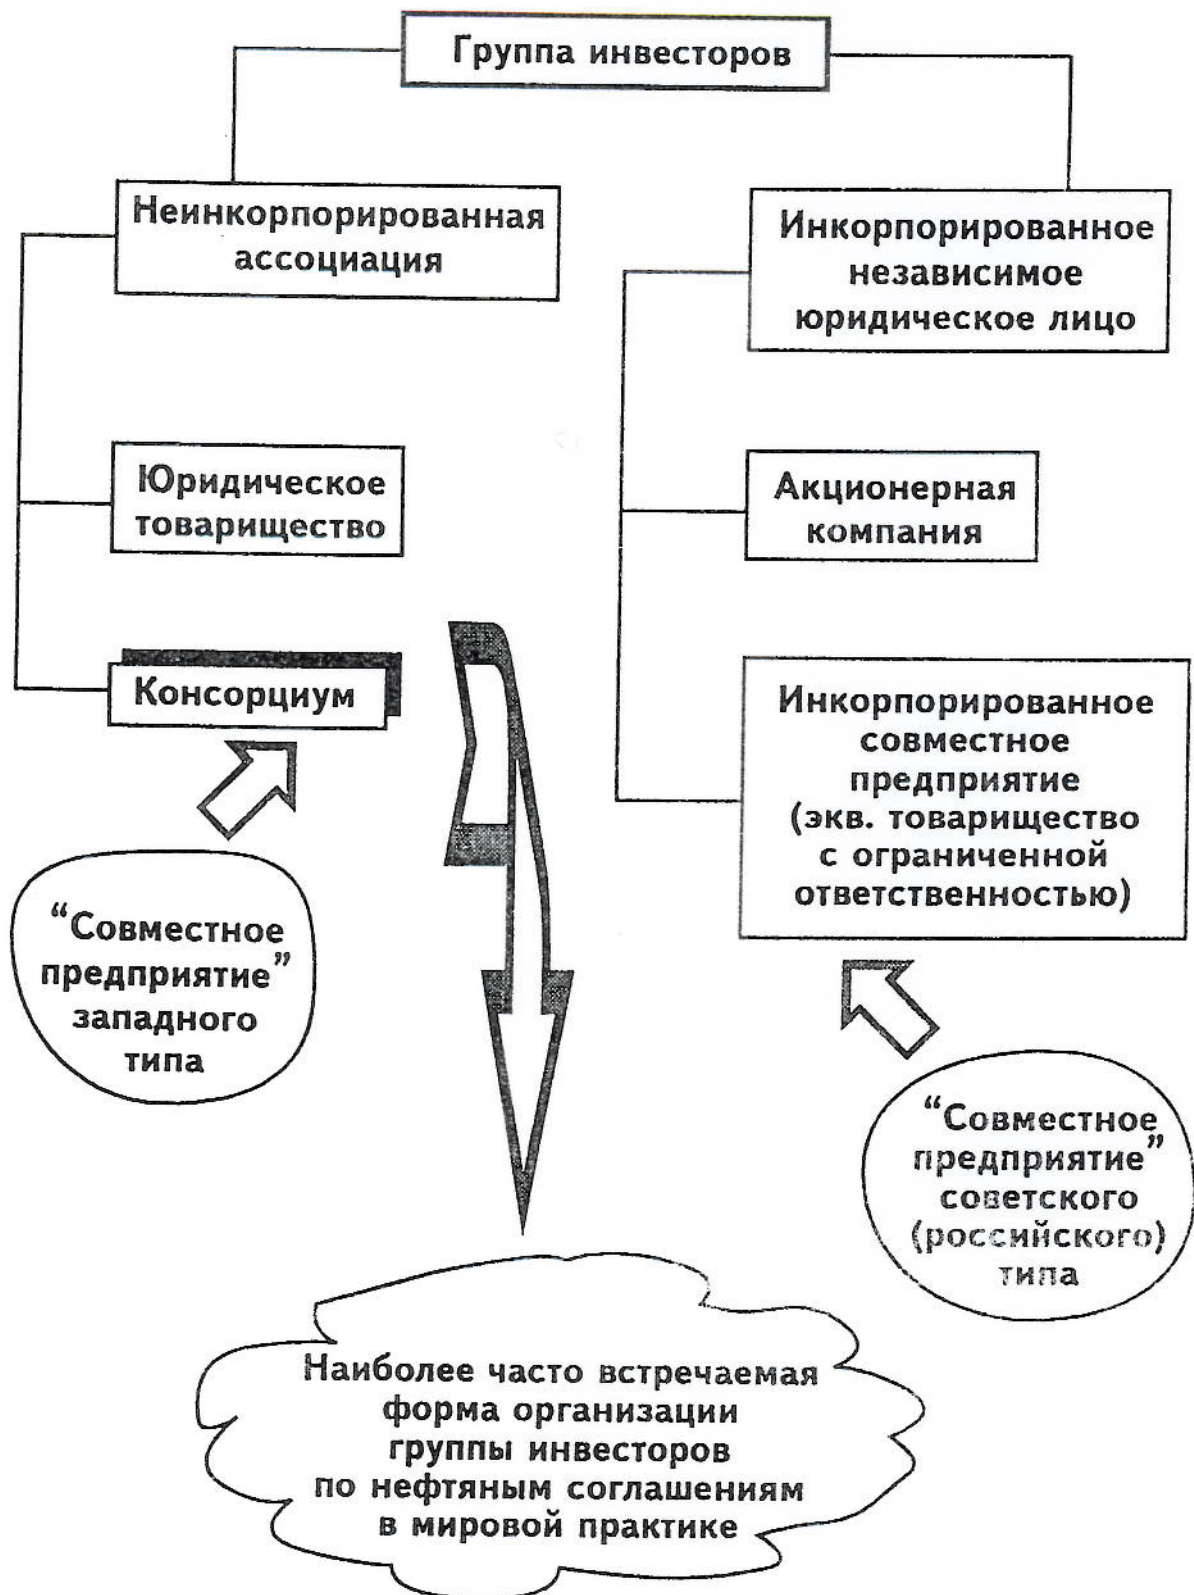 Группа инвесторов
Неинкорпорированная
ассоциация
Инкорпорированное
независимое
юридическое лицо
Юридическое
товарищество
Акционерная
компания
Консорциум
Инкорпорированное
совместное
предприятие
(экв. товарищество
с ограниченной
ответственностью)
“Совместное
предприятие”
западного
типа
“Совместное
предприятие”
советского
(российского)
типа
Наиболее часто встречаемая
форма организации
группы инвесторов
по нефтяным соглашениям
в мировой практике